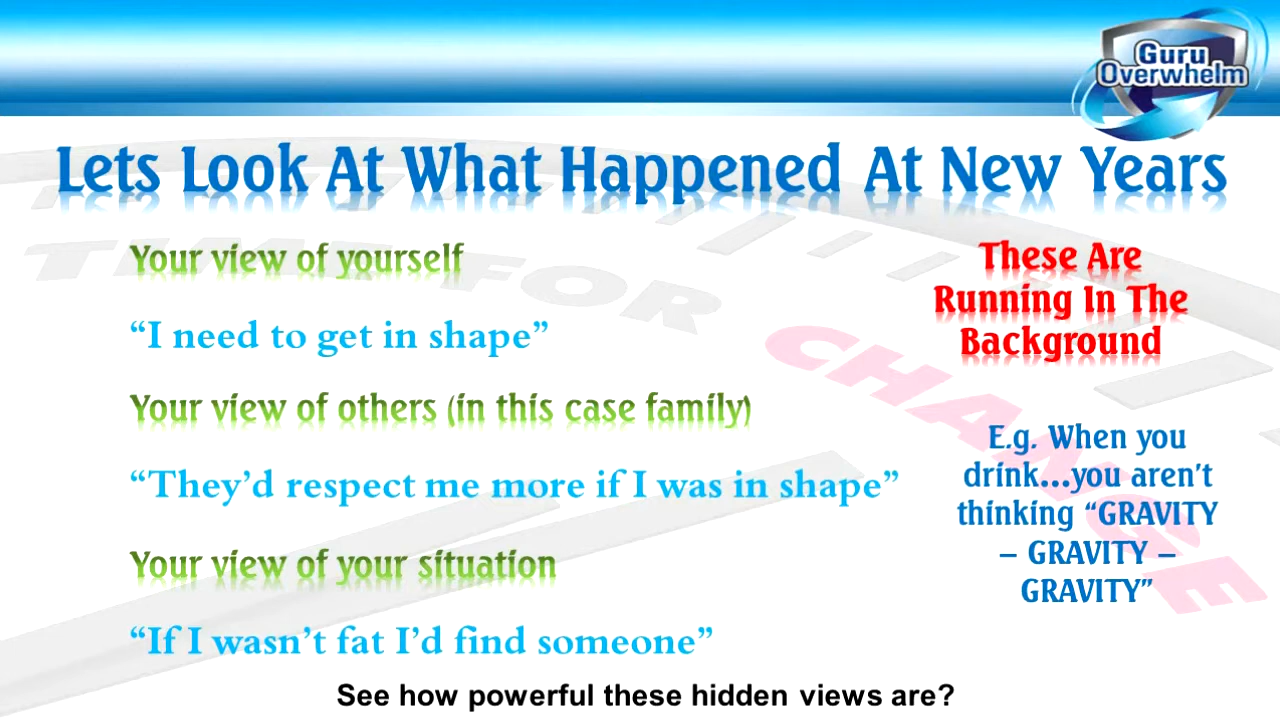 Guru
Overwhelm
Lets Look At What Happened At New Years
Your view of yourself
“I need to get in shape”
Your view of others (in this case family)
“They’d respect me more if I was in shape”
Your view of your situation
“If I wasn’t fat I’d find someone”
These Are
Running In The
Background
E.g. When you
drink...you aren't
thinking “GRAVITY
– GRAVITY –
GRAVITY”
TIME FOR CHANGE
See how powerful these hidden views are?